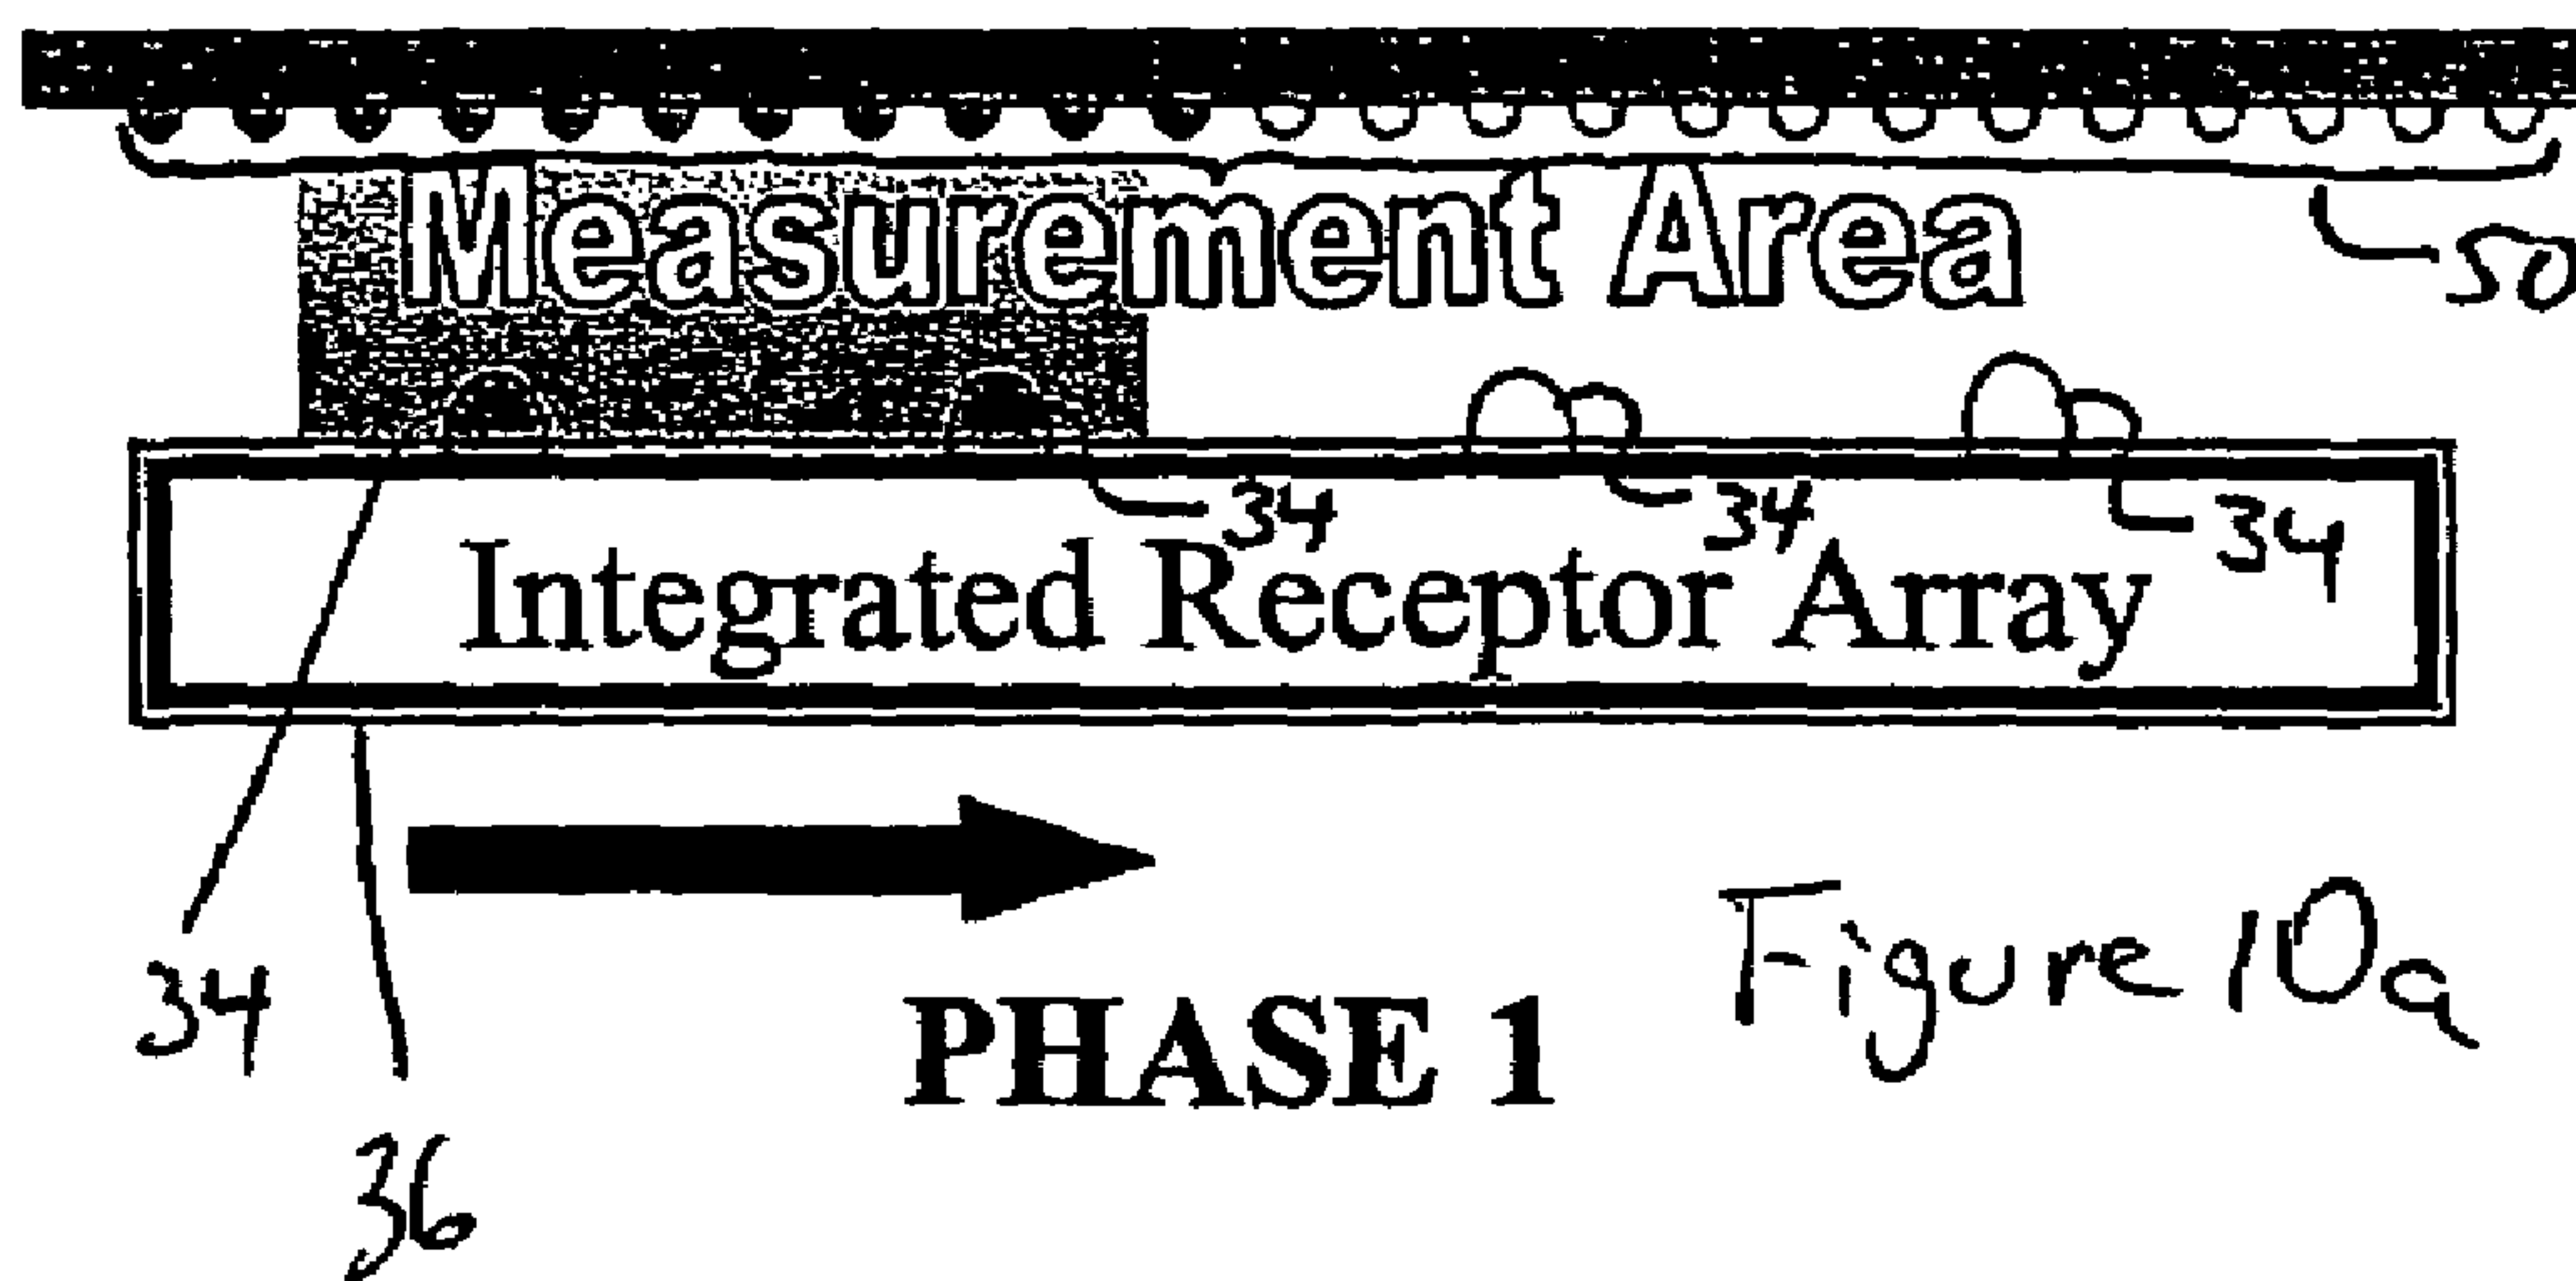 Measurement Area
50
34 34 34
Integrated Receptor Array
34
36
PHASE 1
Figure 10a